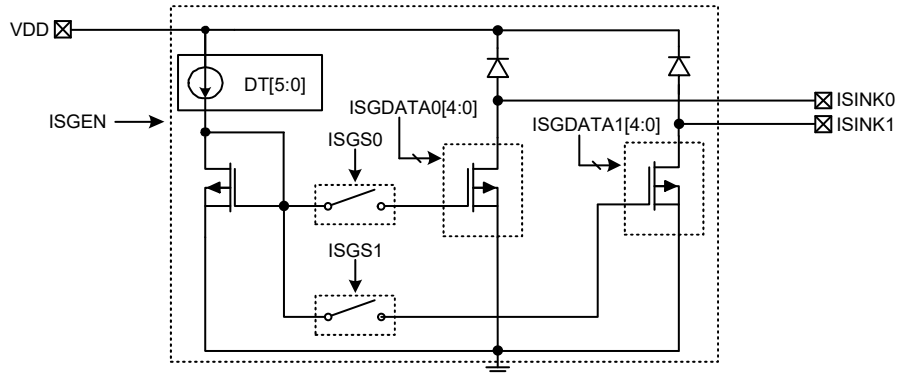 VDD
DT[5:0]
ISGDATA0[4:0]
ISINK0
ISGEN
ISGS0
ISGDATA1[4:0]
ISINK1
ISGS1